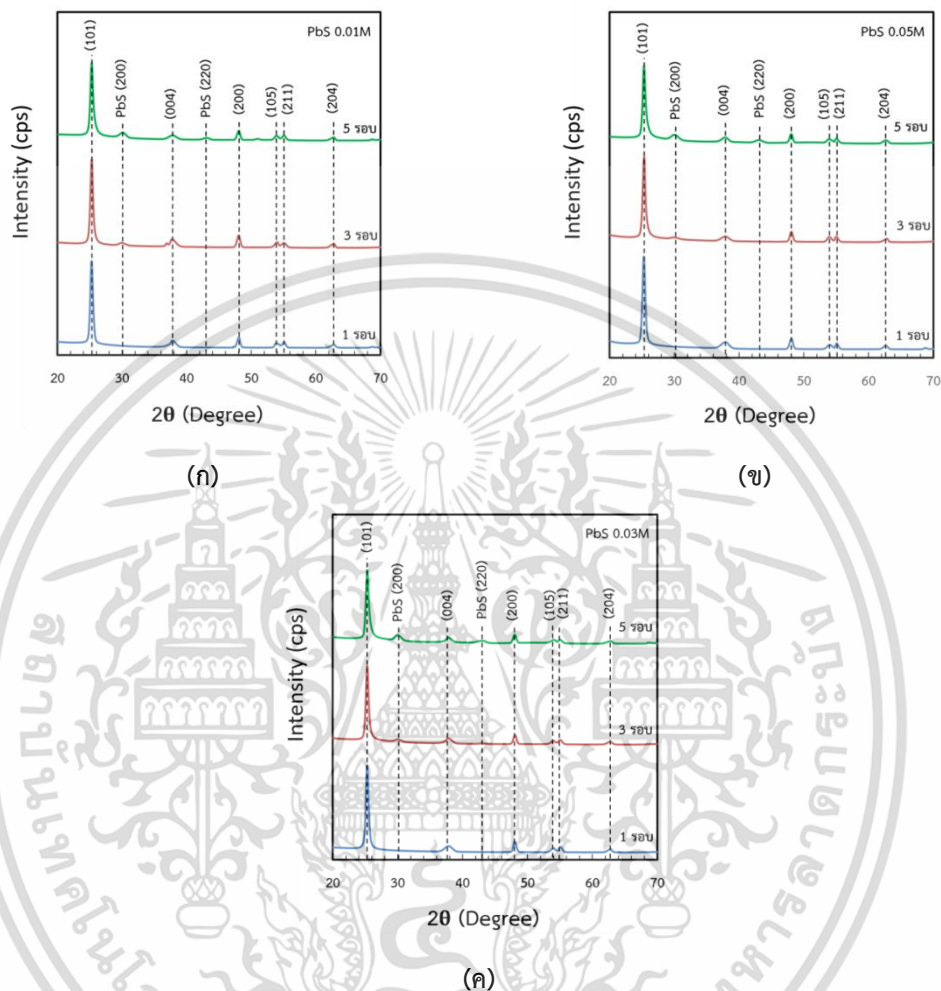 PbS 0.01M
(101)
PbS (200)
(004)
PbS (220)
(200)
(105)
(211)
(204)
5 รอบ
3 รอบ
1 รอบ
Intensity (cps)
20 30 40 50 60 70
2θ (Degree)
(ก)
PbS 0.05M
(101)
PbS (200)
(004)
PbS (220)
(200)
(105)
(211)
(204)
5 รอบ
3 รอบ
1 รอบ
Intensity (cps)
20 30 40 50 60 70
2θ (Degree)
(ข)
PbS 0.03M
(101)
PbS (200)
(004)
PbS (220)
(200)
(105)
(211)
(204)
5 รอบ
3 รอบ
1 รอบ
Intensity (cps)
20 30 40 50 60 70
2θ (Degree)
(ค)